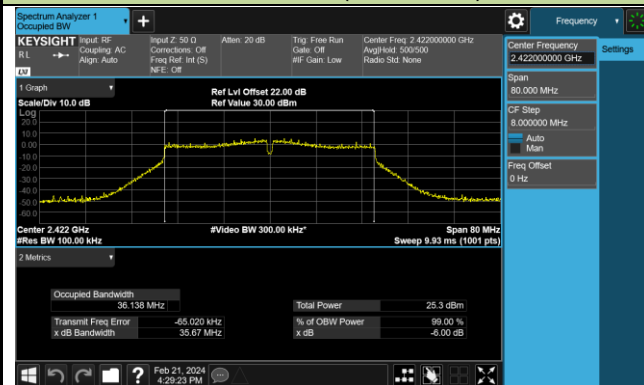 Spectrum Analyzer 1
Occupied BW
Frequency
KEYSIGHT Input: RF
RL Coupling: AC
Align: Auto
LXI
Input Z: 50 Ω
Corrections: Off
Freq Ref: Int (S)
NFE: Off
Atten: 20 dB
Trig: Free Run
Gate: Off
#IF Gain: Low
Center Freq: 2.422000000 GHz
Avg|Hold: 500/500
Radio Std: None
Center Frequency
2.422000000 GHz
Settings
Span
80.000 MHz
CF Step
8.000000 MHz
Auto
Man
Freq Offset
0 Hz
1 Graph
Scale/Div 10.0 dB
Ref Lvl Offset 22.00 dB
Ref Value 30.00 dBm
Log
20.0
10.0
0.00
-10.0
-20.0
-30.0
-40.0
-50.0
-60.0
Center 2.422 GHz
#Res BW 100.00 kHz
#Video BW 300.00 kHz*
Span 80 MHz
Sweep 9.93 ms (1001 pts)
2 Metrics
Occupied Bandwidth
36.138 MHz
Total Power 25.3 dBm
Transmit Freq Error -65.020 kHz
% of OBW Power 99.00 %
x dB Bandwidth 35.67 MHz
x dB -6.00 dB
Feb 21, 2024
4:29:23 PM